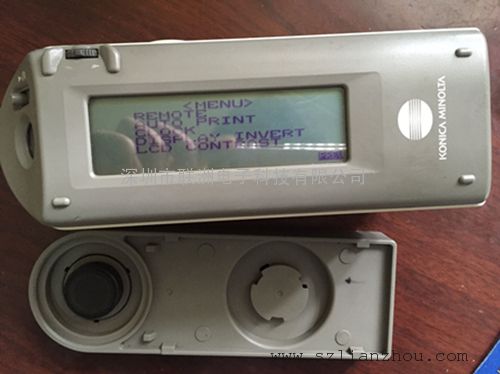 <MENU>
REMOTE
AUTO PRINT
CLOCK
DISPLAY INVERT
LCD CONTRAST
KONICA MINOLTA
深圳市联洲电子科技有限公司
www.szlianzhou.com